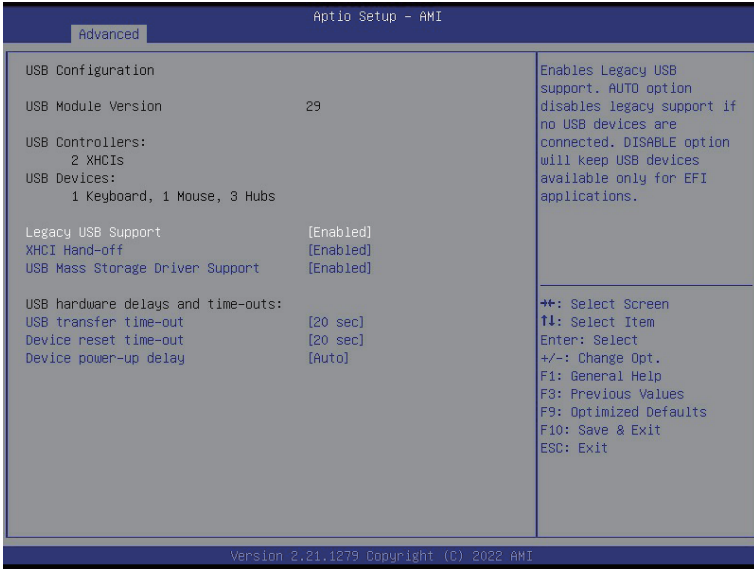 Aptio Setup – AMI
Advanced
USB Configuration
USB Module Version 29
USB Controllers:
2 XHCIs
USB Devices:
1 Keyboard, 1 Mouse, 3 Hubs
Legacy USB Support [Enabled]
XHCI Hand-off [Enabled]
USB Mass Storage Driver Support [Enabled]
USB hardware delays and time-outs:
USB transfer time-out [20 sec]
Device reset time-out [20 sec]
Device power-up delay [Auto]
Enables Legacy USB
support. AUTO option
disables legacy support if
no USB devices are
connected. DISABLE option
will keep USB devices
available only for EFI
applications.
→←: Select Screen
↑↓: Select Item
Enter: Select
+/-: Change Opt.
F1: General Help
F3: Previous Values
F9: Optimized Defaults
F10: Save & Exit
ESC: Exit
Version 2.21.1279 Copyright (C) 2022 AMI